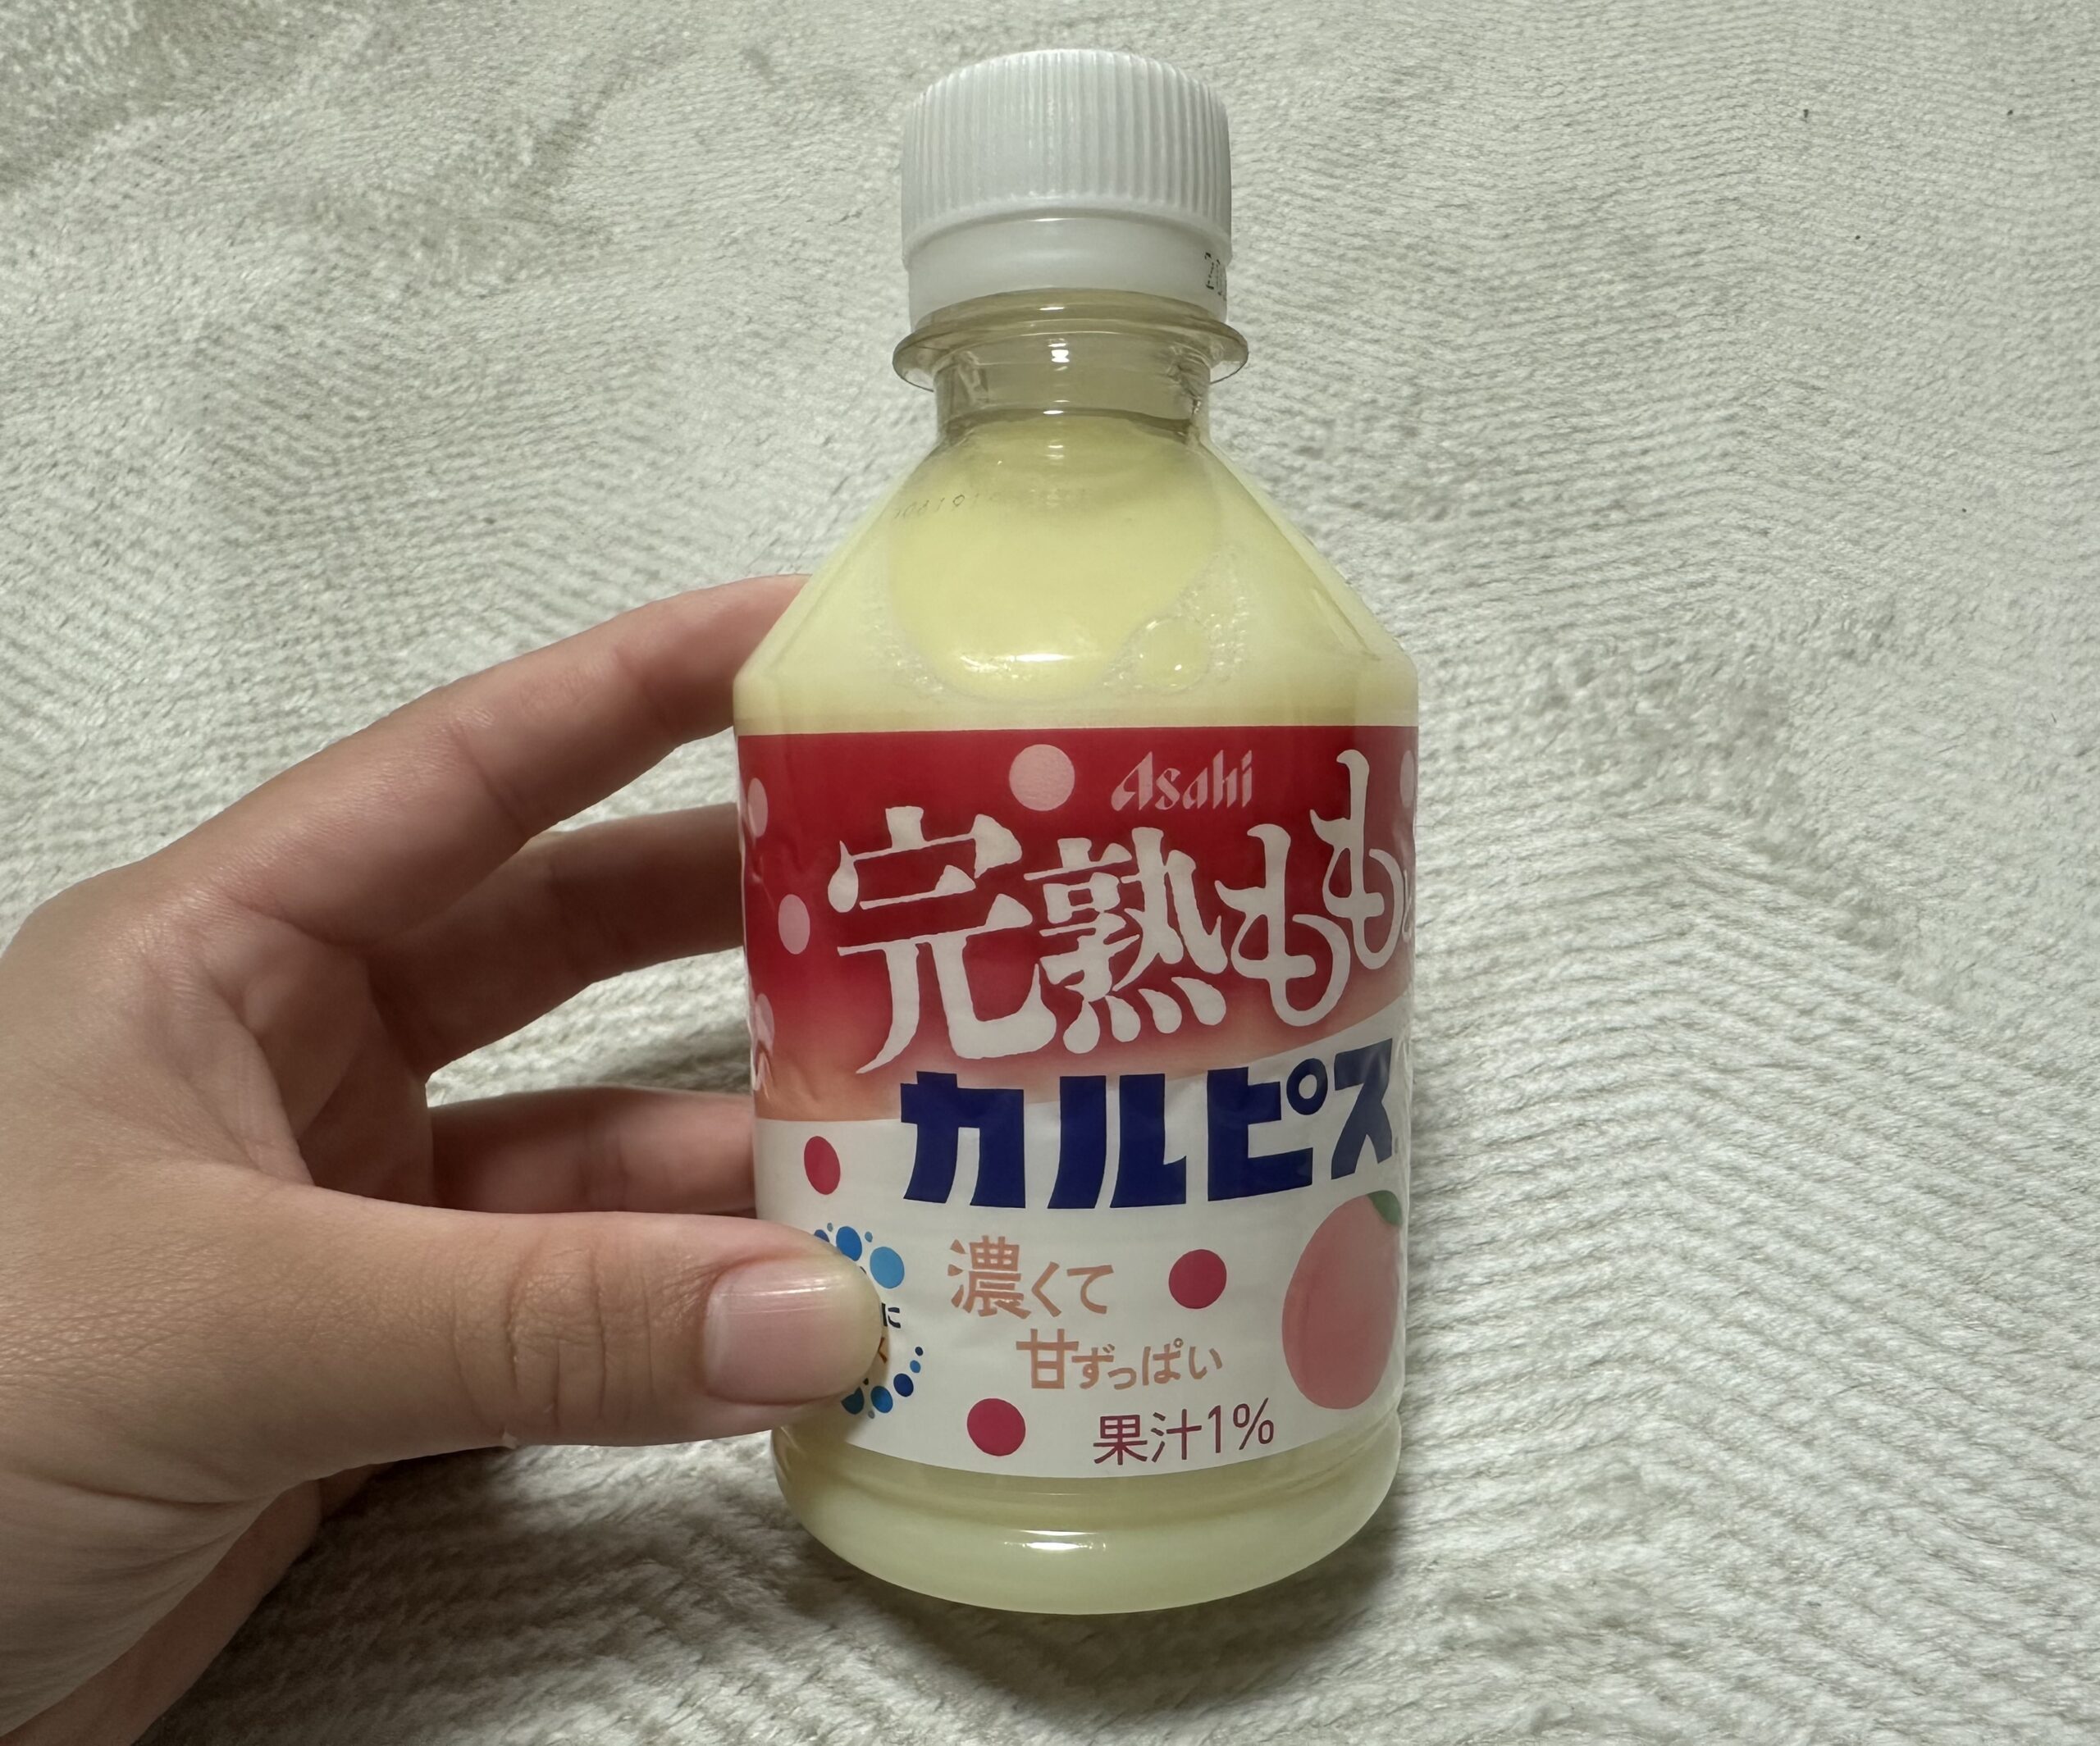 Asahi
完熟もも
カルピス
濃くて
甘ずっぱい
果汁1%
に